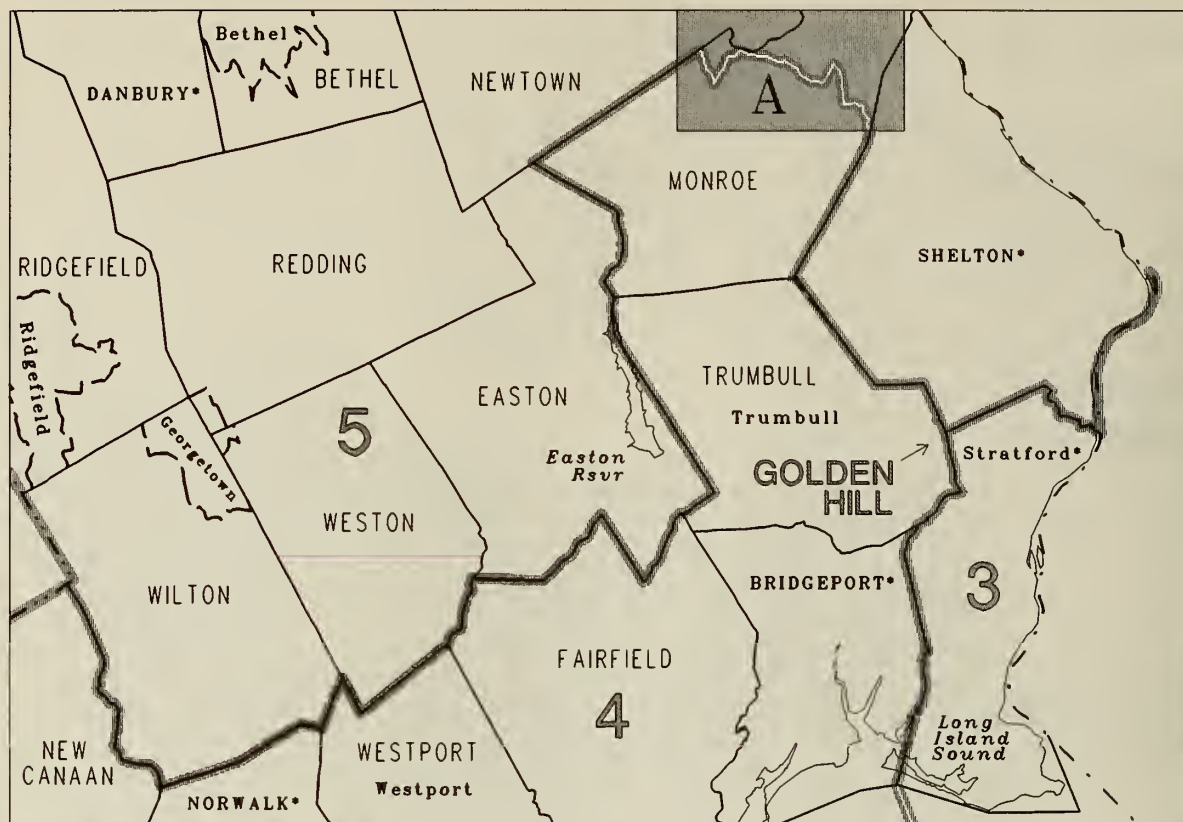 Bethel
BETHEL
DANBURY*
NEWTOWN
A
MONROE
RIDGEFIELD
REDDING
SHELTON*
Ridgefield
EASTON
TRUMBULL
Trumbull
Georgetown
5
Easton
Rsvr
Stratford*
GOLDEN
HILL
WESTON
WILTON
BRIDGEPORT*
3
FAIRFIELD
4
NEW
CANAAN
WESTPORT
Westport
Long
Island
Sound
NORWALK*